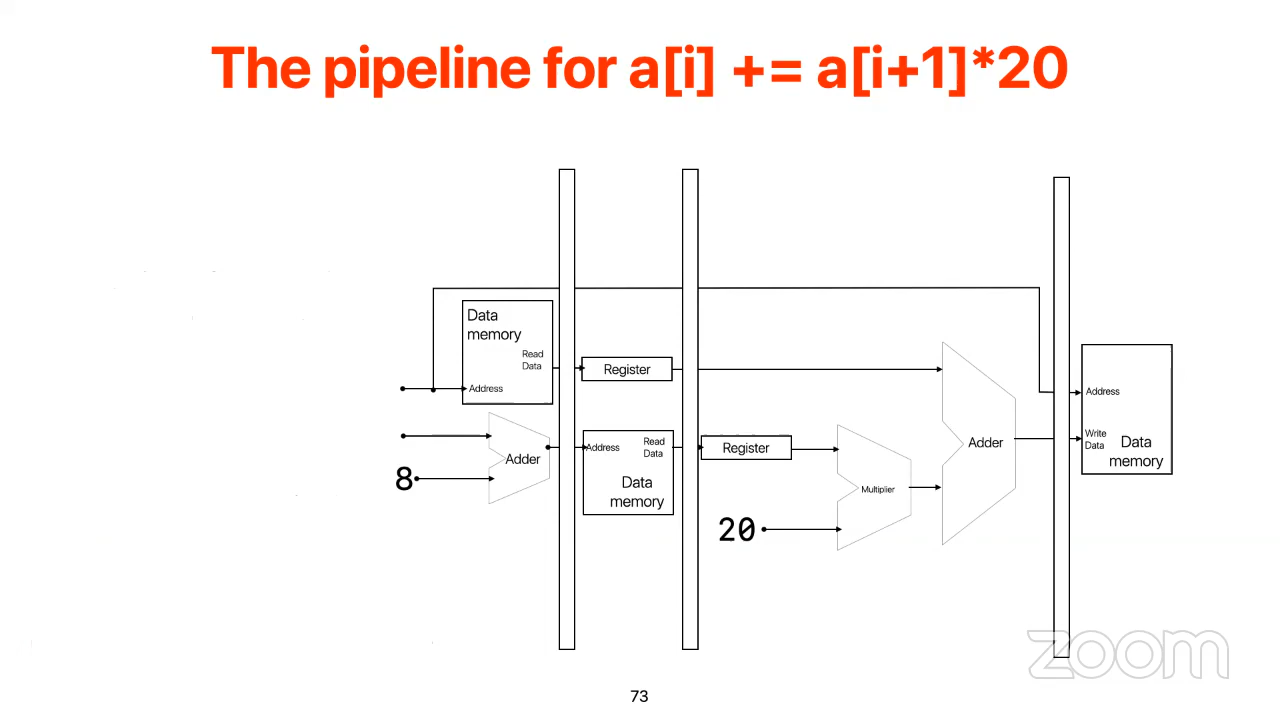 The pipeline for a[i] += a[i+1]*20
Data
memory
Read
Data
Address
Register
Adder
8
Address
Read
Data
Data
memory
Register
20
Multiplier
Adder
Address
Write
Data
Data
memory
zoom
73